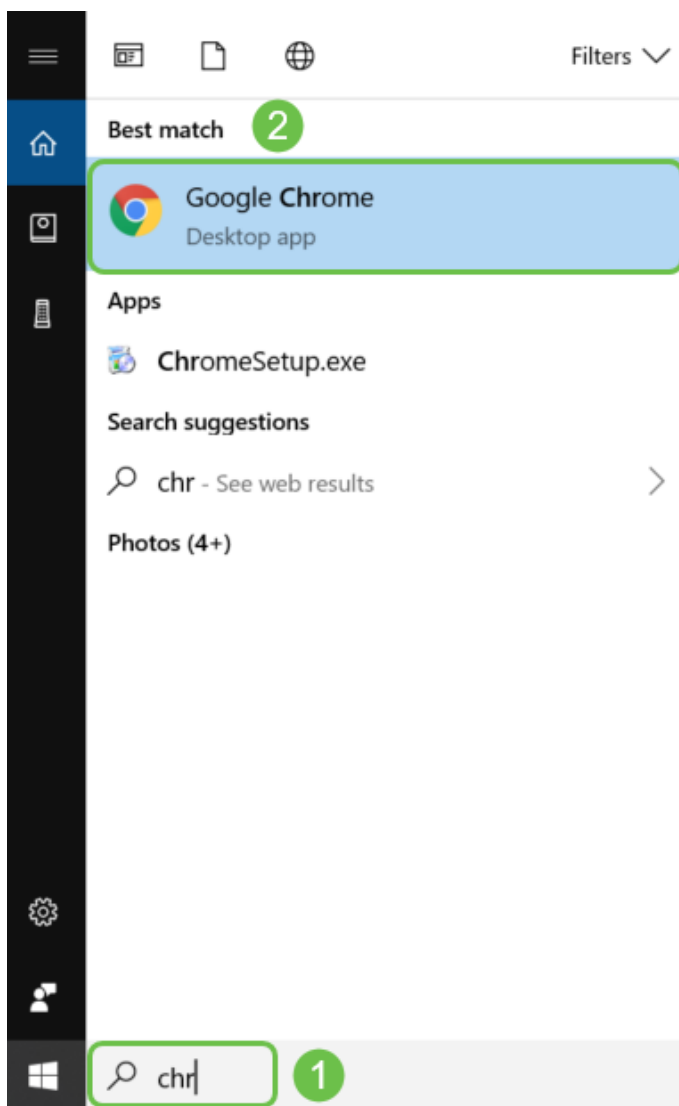 Filters
Best match
2
Google Chrome
Desktop app
Apps
ChromeSetup.exe
Search suggestions
chr - See web results
Photos (4+)
chr
1